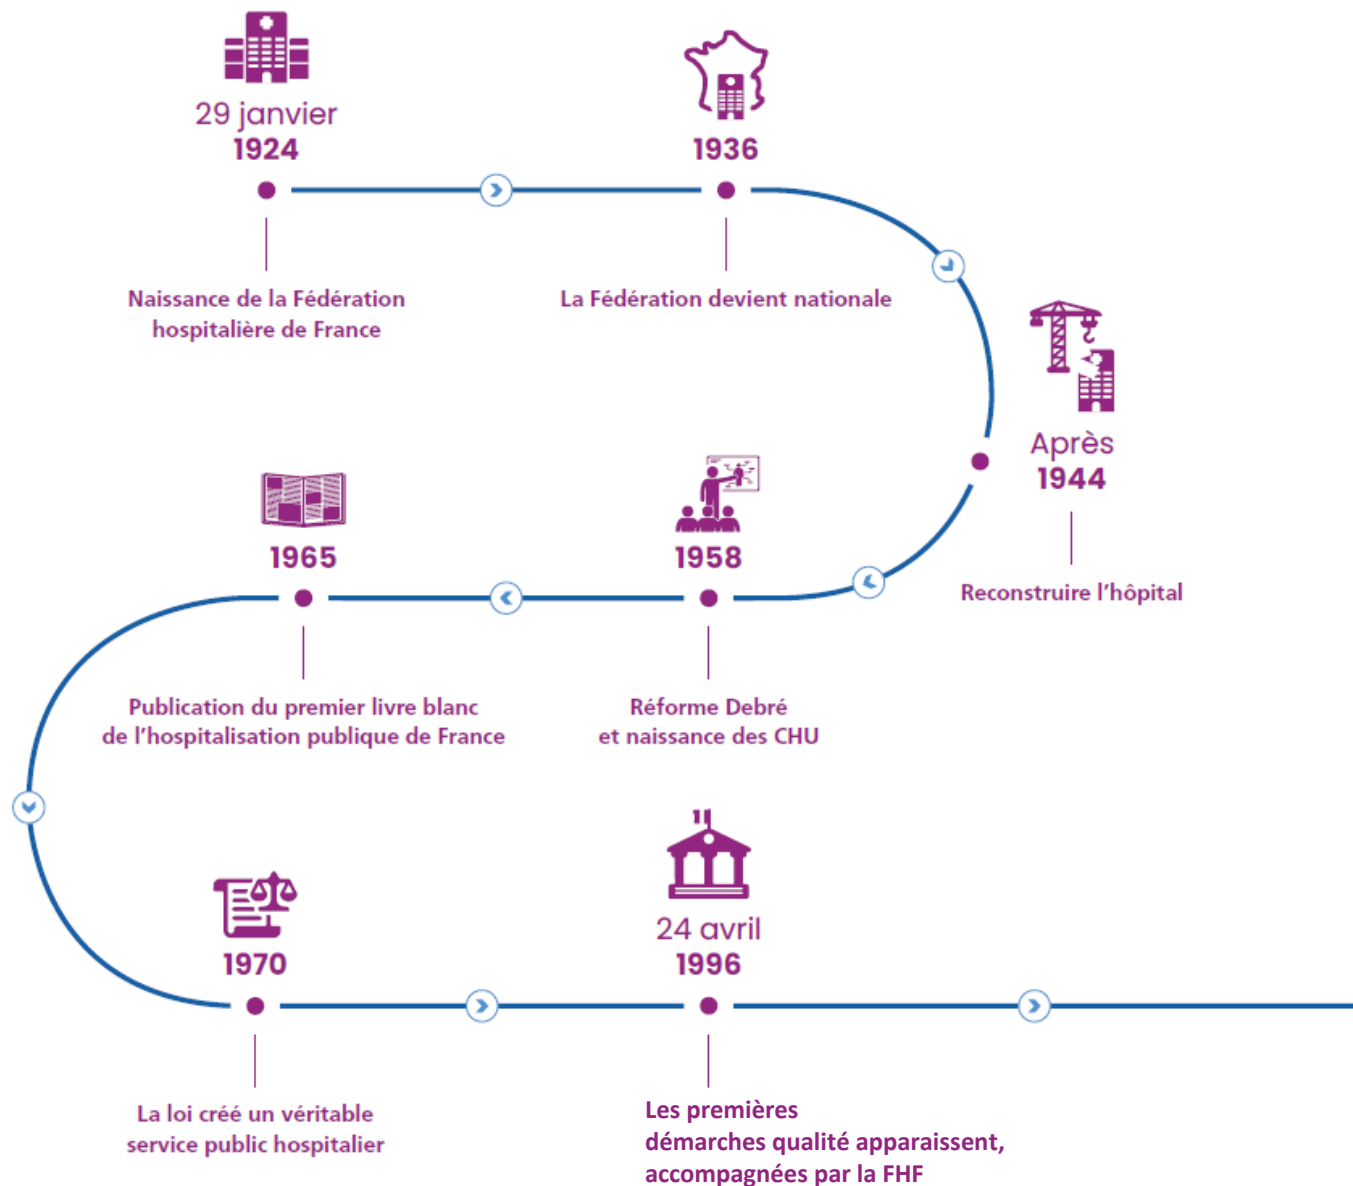 29 janvier
1924
Naissance de la Fédération
hospitalière de France
1936
La Fédération devient nationale
Après
1944
Reconstruire l'hôpital
1958
Réforme Debré
et naissance des CHU
1965
Publication du premier livre blanc
de l'hospitalisation publique de France
1970
La loi créé un véritable
service public hospitalier
24 avril
1996
Les premières
démarches qualité apparaissent,
accompagnées par la FHF